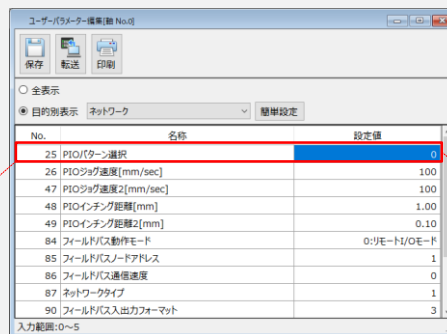 ユーザーパラメーター編集[軸 No.0]
保存 転送 印刷
全表示
目的別表示 ネットワーク 簡単設定
No. 名称 設定値
25 PIOパターン選択 0
26 PIOジョグ速度[mm/sec] 100
47 PIOジョグ速度2[mm/sec] 100
48 PIOインチング距離[mm] 1.00
49 PIOインチング距離2[mm] 0.10
84 フィールドバス動作モード 0:リモートI/Oモード
85 フィールドバスノードアドレス 1
86 フィールドバス通信速度 0
87 ネットワークタイプ 1
90 フィールドバス入出力フォーマット 3
入力範囲:0～5